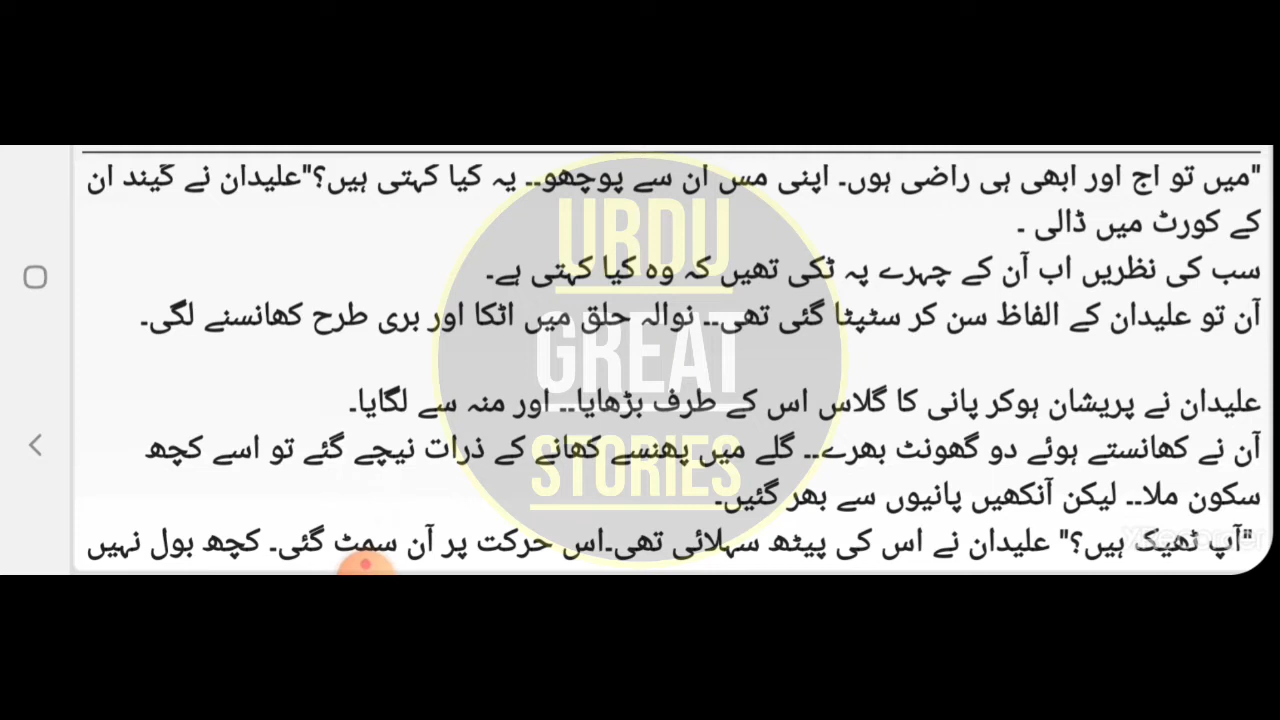 "میں تو اج اور ابھی ہی راضی ہوں۔ اپنی مس ان سے پوچھو۔۔ یہ کیا کہتی ہیں؟"علیدان نے گیند ان
کے کورٹ میں ڈالی ۔
سب کی نظریں اب آن کے چہرے پہ ٹکی تھیں کہ وہ کیا کہتی ہے۔
آن تو علیدان کے الفاظ سن کر سٹپٹا گئی تھی۔۔ نوالہ حلق میں اٹکا اور بری طرح کھانسنے لگی۔
علیدان نے پریشان ہوکر پانی کا گلاس اس کے طرف بڑھایا۔۔ اور منہ سے لگایا۔
آن نے کھانستے ہوئے دو گھونٹ بھرے۔۔ گلے میں پھنسے کھانے کے ذرات نیچے گئے تو اسے کچھ
سکون ملا۔۔ لیکن آنکھیں پانیوں سے بھر گئیں۔
"آپ ٹھیک ہیں؟" علیدان نے اس کی پیٹھ سہلائی تھی۔اس حرکت پر آن سمٹ گئی۔ کچھ بول نہیں
URDU
GREAT
STORIES